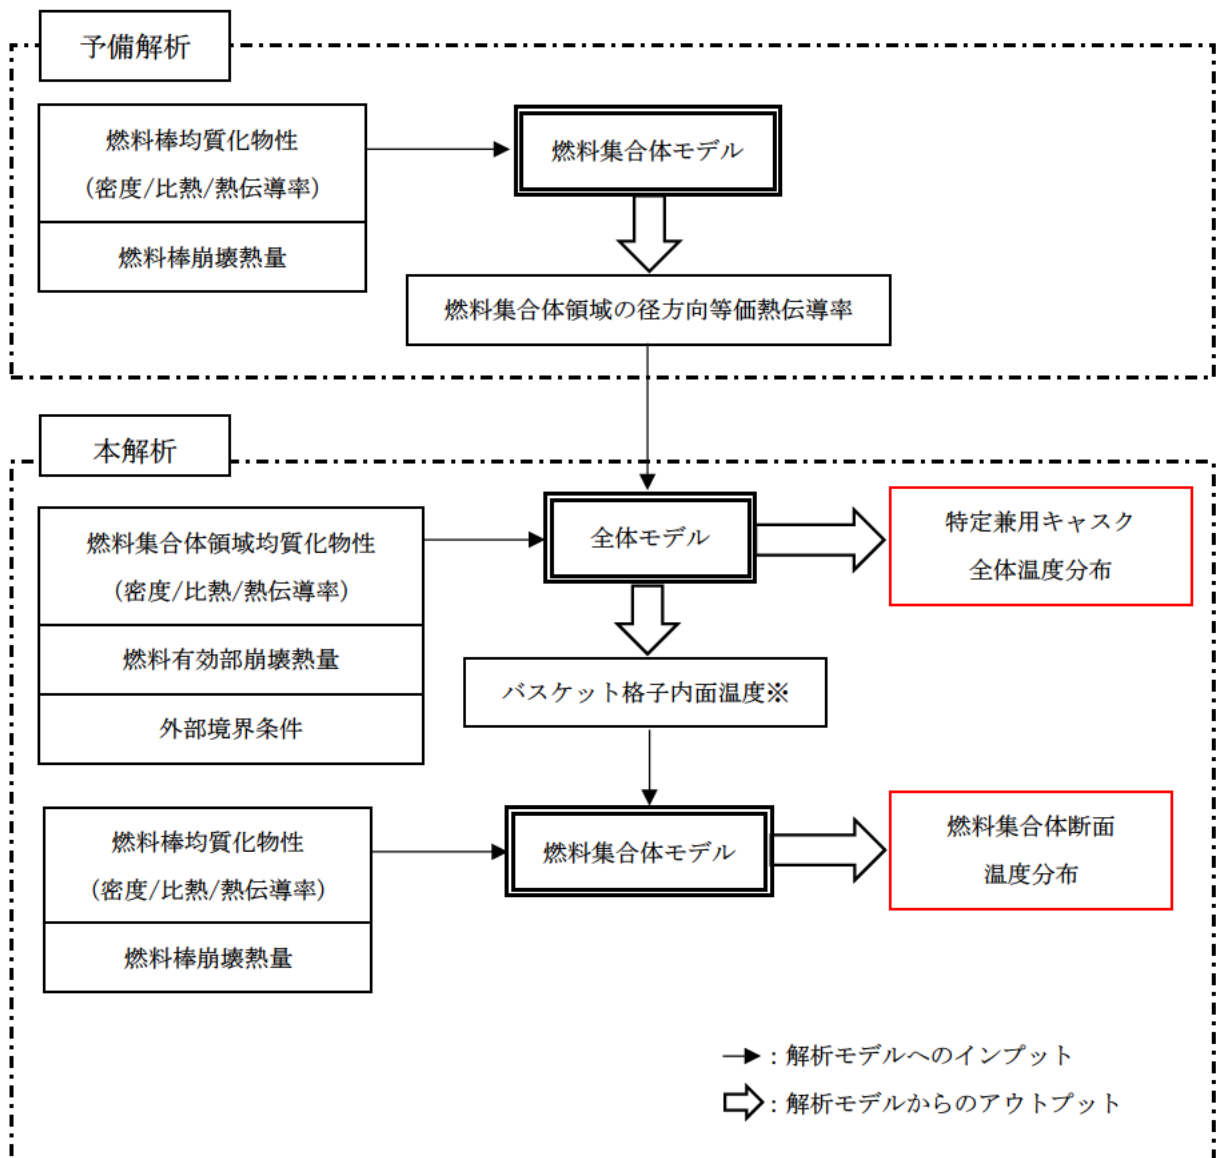 予備解析
燃料棒均質化物性
(密度/比熱/熱伝導率)
燃料棒崩壊熱量
燃料集合体モデル
燃料集合体領域の径方向等価熱伝導率
本解析
燃料集合体領域均質化物性
(密度/比熱/熱伝導率)
燃料有効部崩壊熱量
外部境界条件
全体モデル
特定兼用キャスク
全体温度分布
バスケット格子内面温度※
燃料棒均質化物性
(密度/比熱/熱伝導率)
燃料棒崩壊熱量
燃料集合体モデル
燃料集合体断面
温度分布
：解析モデルへのインプット
：解析モデルからのアウトプット